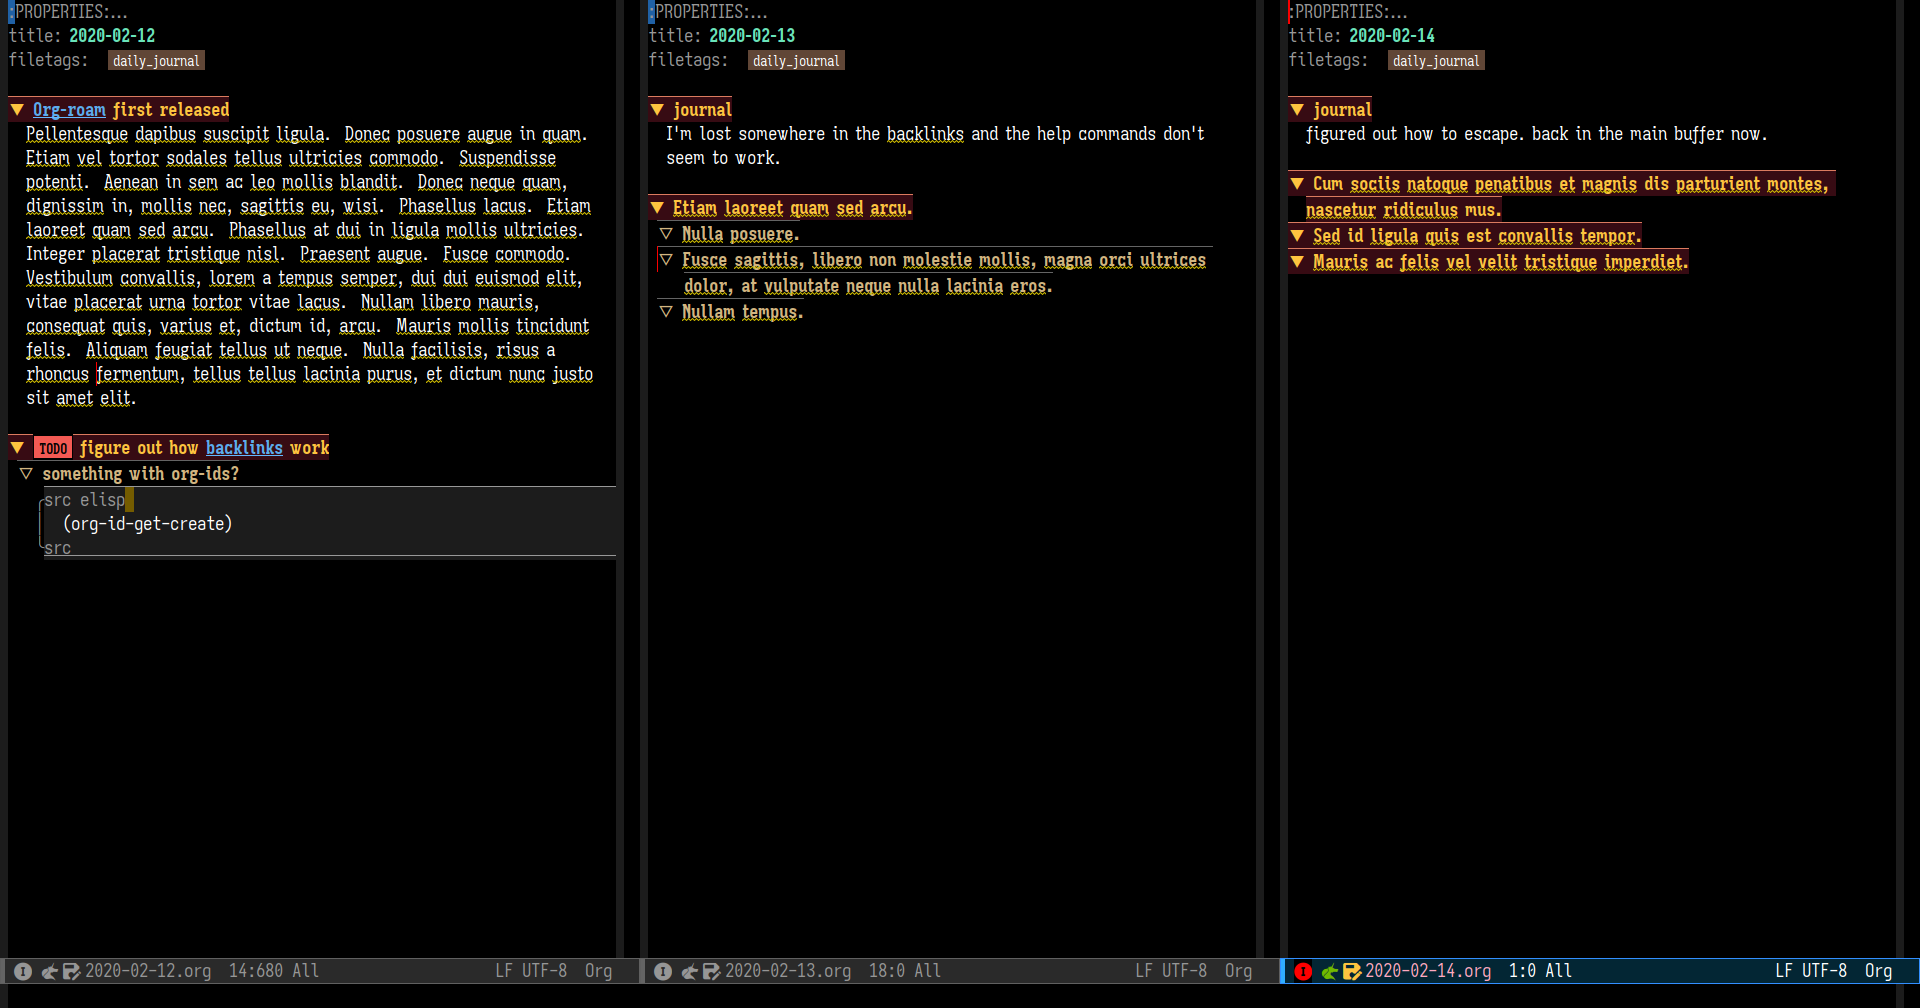 :PROPERTIES:...
title: 2020-02-12
filetags: daily_journal
▼ Org-roam first released
Pellentesque dapibus suscipit ligula. Donec posuere augue in quam.
Etiam vel tortor sodales tellus ultricies commodo. Suspendisse
potenti. Aenean in sem ac leo mollis blandit. Donec neque quam,
dignissim in, mollis nec, sagittis eu, wisi. Phasellus lacus. Etiam
laoreet quam sed arcu. Phasellus at dui in ligula mollis ultricies.
Integer placerat tristique nisl. Praesent augue. Fusce commodo.
Vestibulum convallis, lorem a tempus semper, dui dui euismod elit,
vitae placerat urna tortor vitae lacus. Nullam libero mauris,
consequat quis, varius et, dictum id, arcu. Mauris mollis tincidunt
felis. Aliquam feugiat tellus ut neque. Nulla facilisis, risus a
rhoncus fermentum, tellus tellus lacinia purus, et dictum nunc justo
sit amet elit.
▼ TODO figure out how backlinks work
▽ something with org-ids?
src elisp
(org-id-get-create)
src
I 2020-02-12.org 14:680 All LF UTF-8 Org
:PROPERTIES:...
title: 2020-02-13
filetags: daily_journal
▼ journal
I'm lost somewhere in the backlinks and the help commands don't
seem to work.
▼ Etiam laoreet quam sed arcu.
▽ Nulla posuere.
▽ Fusce sagittis, libero non molestie mollis, magna orci ultrices
dolor, at vulputate neque nulla lacinia eros.
▽ Nullam tempus.
I 2020-02-13.org 18:0 All LF UTF-8 Org
:PROPERTIES:...
title: 2020-02-14
filetags: daily_journal
▼ journal
figured out how to escape. back in the main buffer now.
▼ Cum sociis natoque penatibus et magnis dis parturient montes,
nascetur ridiculus mus.
▼ Sed id ligula quis est convallis tempor.
▼ Mauris ac felis vel velit tristique imperdiet.
I 2020-02-14.org 1:0 All LF UTF-8 Org